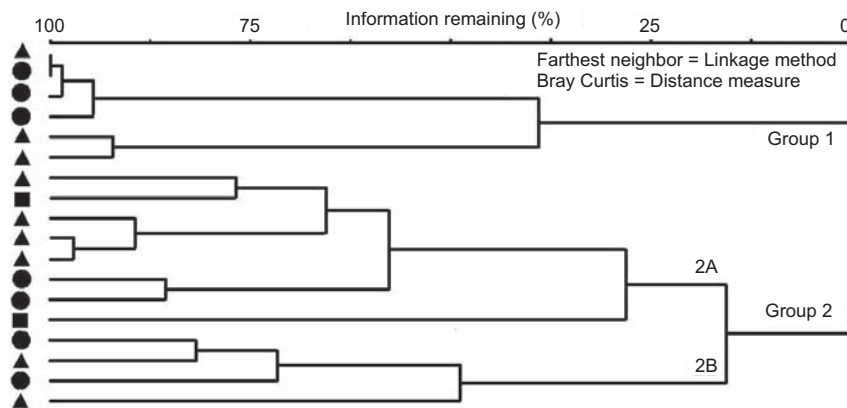 Information remaining (%)
100 75 25 0
Farthest neighbor = Linkage method
Bray Curtis = Distance measure
Group 1
2A
Group 2
2B